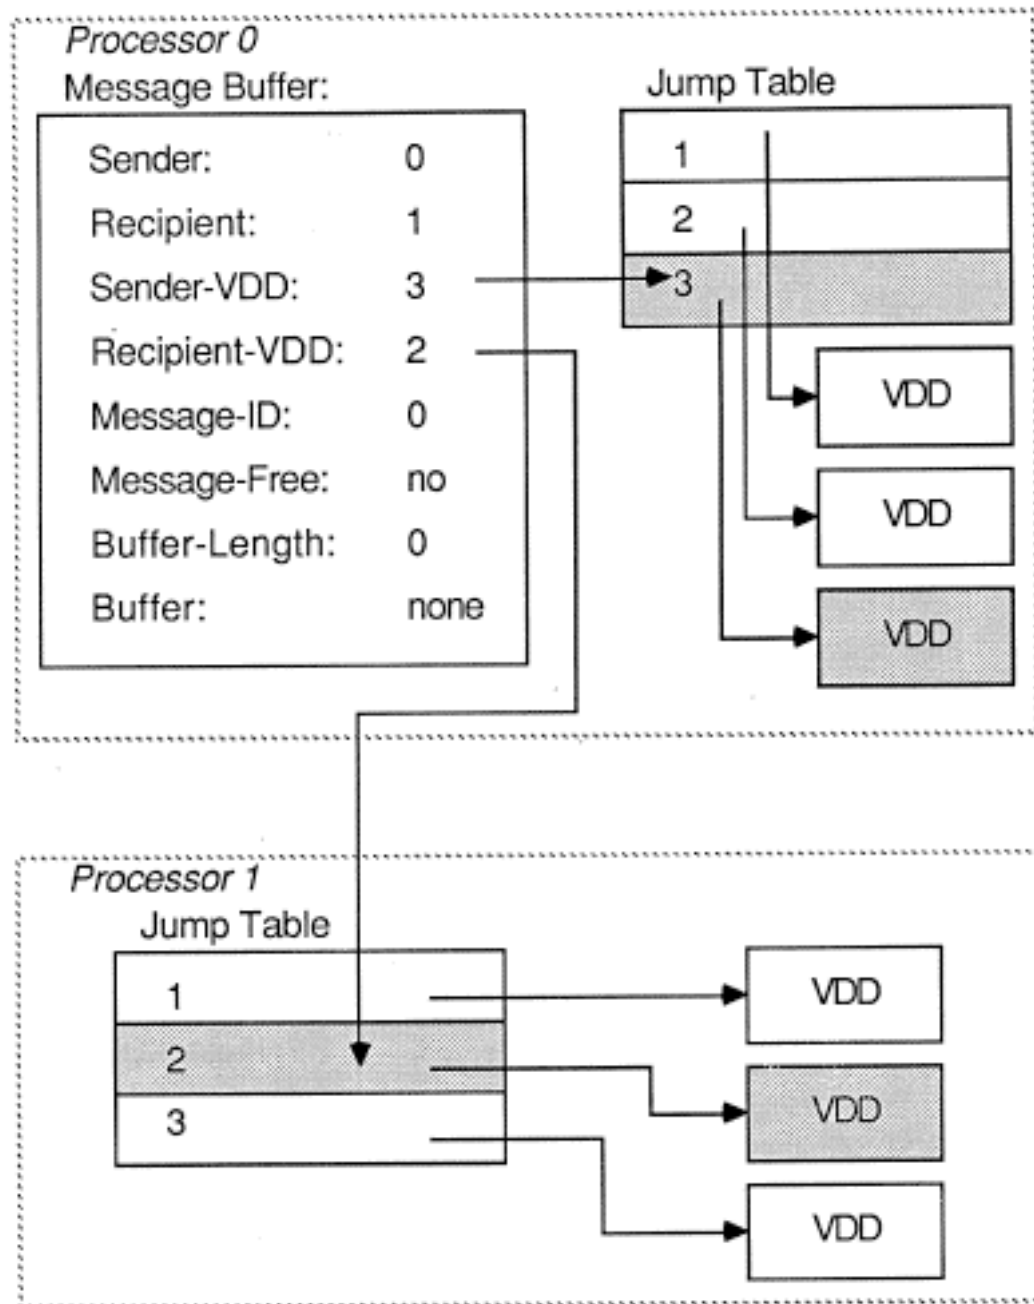 Processor 0
Message Buffer:
Sender: 0
Recipient: 1
Sender-VDD: 3
Recipient-VDD: 2
Message-ID: 0
Message-Free: no
Buffer-Length: 0
Buffer: none
Jump Table
1
2
3
VDD
VDD
VDD
Processor 1
Jump Table
1
2
3
VDD
VDD
VDD